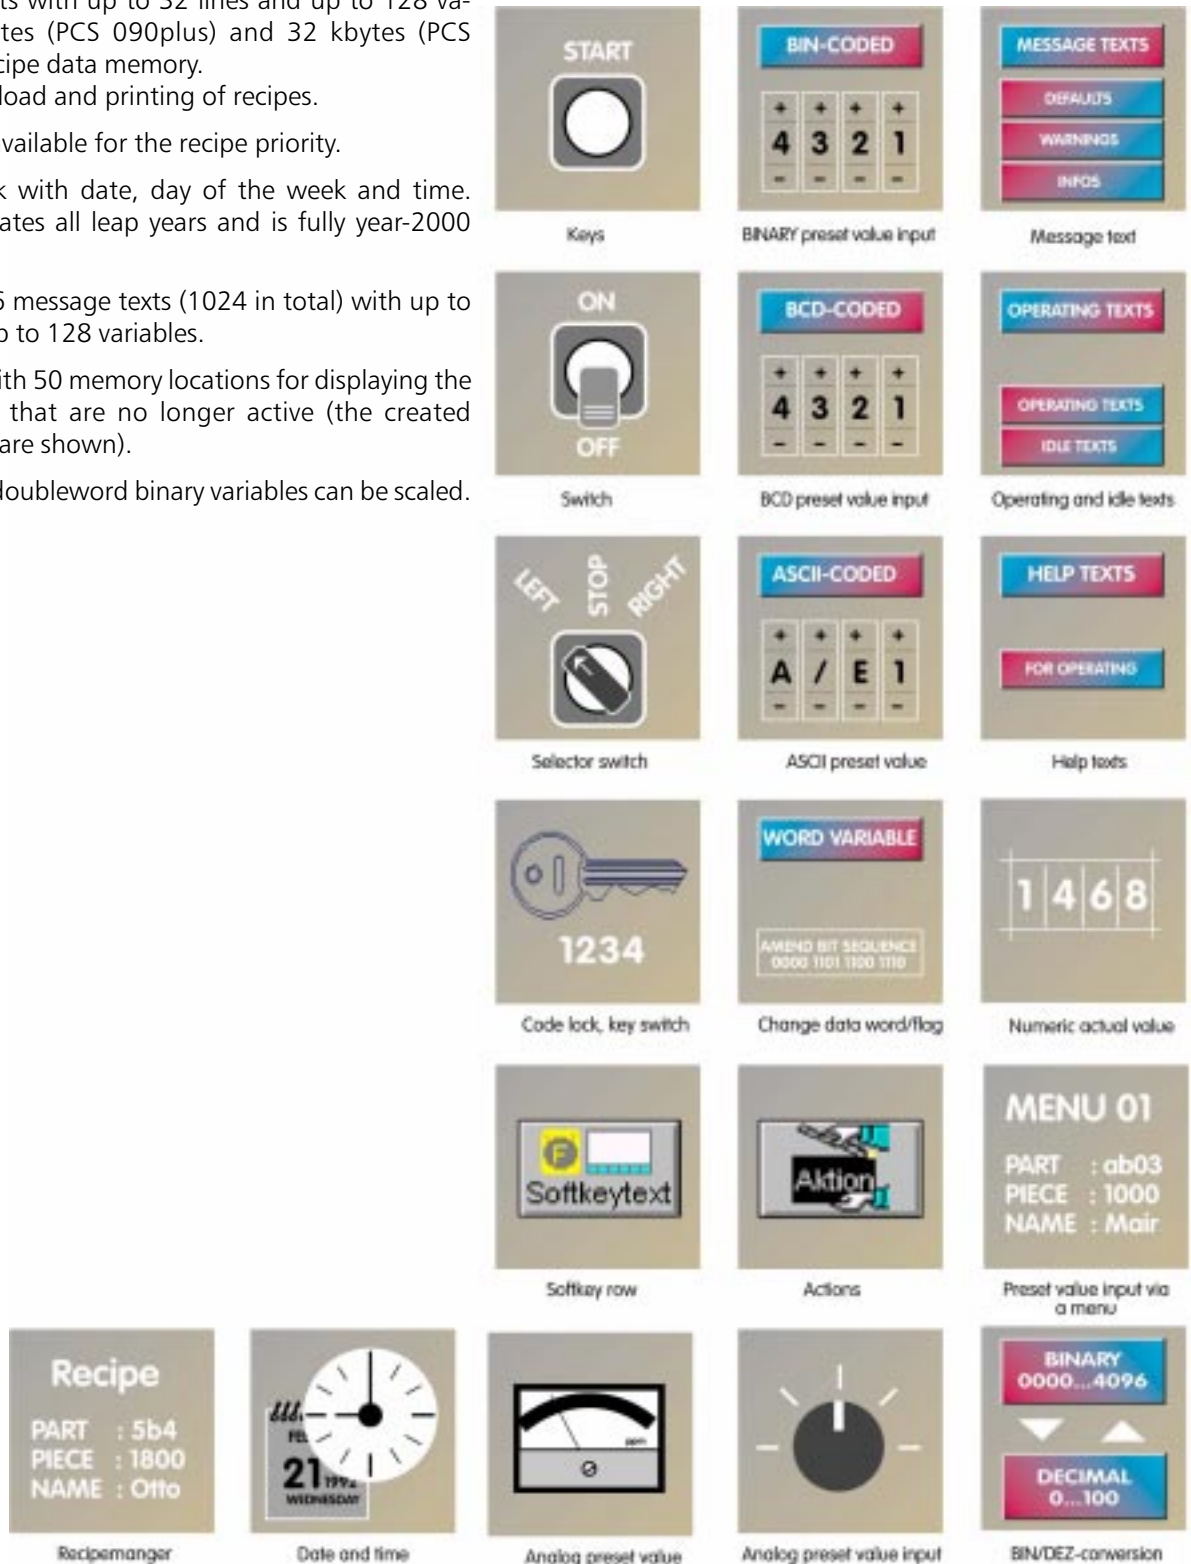 ts with up to 32 lines and up to 128 va-
tes (PCS 090plus) and 32 kbytes (PCS
cipe data memory.
load and printing of recipes.
vailable for the recipe priority.
k with date, day of the week and time.
ates all leap years and is fully year-2000
6 message texts (1024 in total) with up to
p to 128 variables.
ith 50 memory locations for displaying the
that are no longer active (the created
are shown).
doubleword binary variables can be scaled.
START
Keys
BIN-CODED
+ + + +
4 3 2 1
- - - -
BINARY preset value input
MESSAGE TEXTS
DEFAULTS
WARNINGS
INFOS
Message text
ON
OFF
Switch
BCD-CODED
+ + + +
4 3 2 1
- - - -
BCD preset value input
OPERATING TEXTS
OPERATING TEXTS
IDLE TEXTS
Operating and idle texts
LEFT STOP RIGHT
Selector switch
ASCII-CODED
+ + + +
A / E 1
- - - -
ASCII preset value
HELP TEXTS
FOR OPERATING
Help texts
1234
Code lock, key switch
WORD VARIABLE
AMEND BIT SEQUENCE
0000 1101 1100 1110
Change data word/flag
1 4 6 8
Numeric actual value
F
Softkeytext
Softkey row
Aktion
Actions
MENU 01
PART : ab03
PIECE : 1000
NAME : Mair
Preset value input via
a menu
Recipe
PART : 5b4
PIECE : 1800
NAME : Otto
Recipemanger
21 1992
WEDNESDAY
Date and time
ppm
Analog preset value
Analog preset value input
BINARY
0000...4096
DECIMAL
0...100
BIN/DEZ-conversion